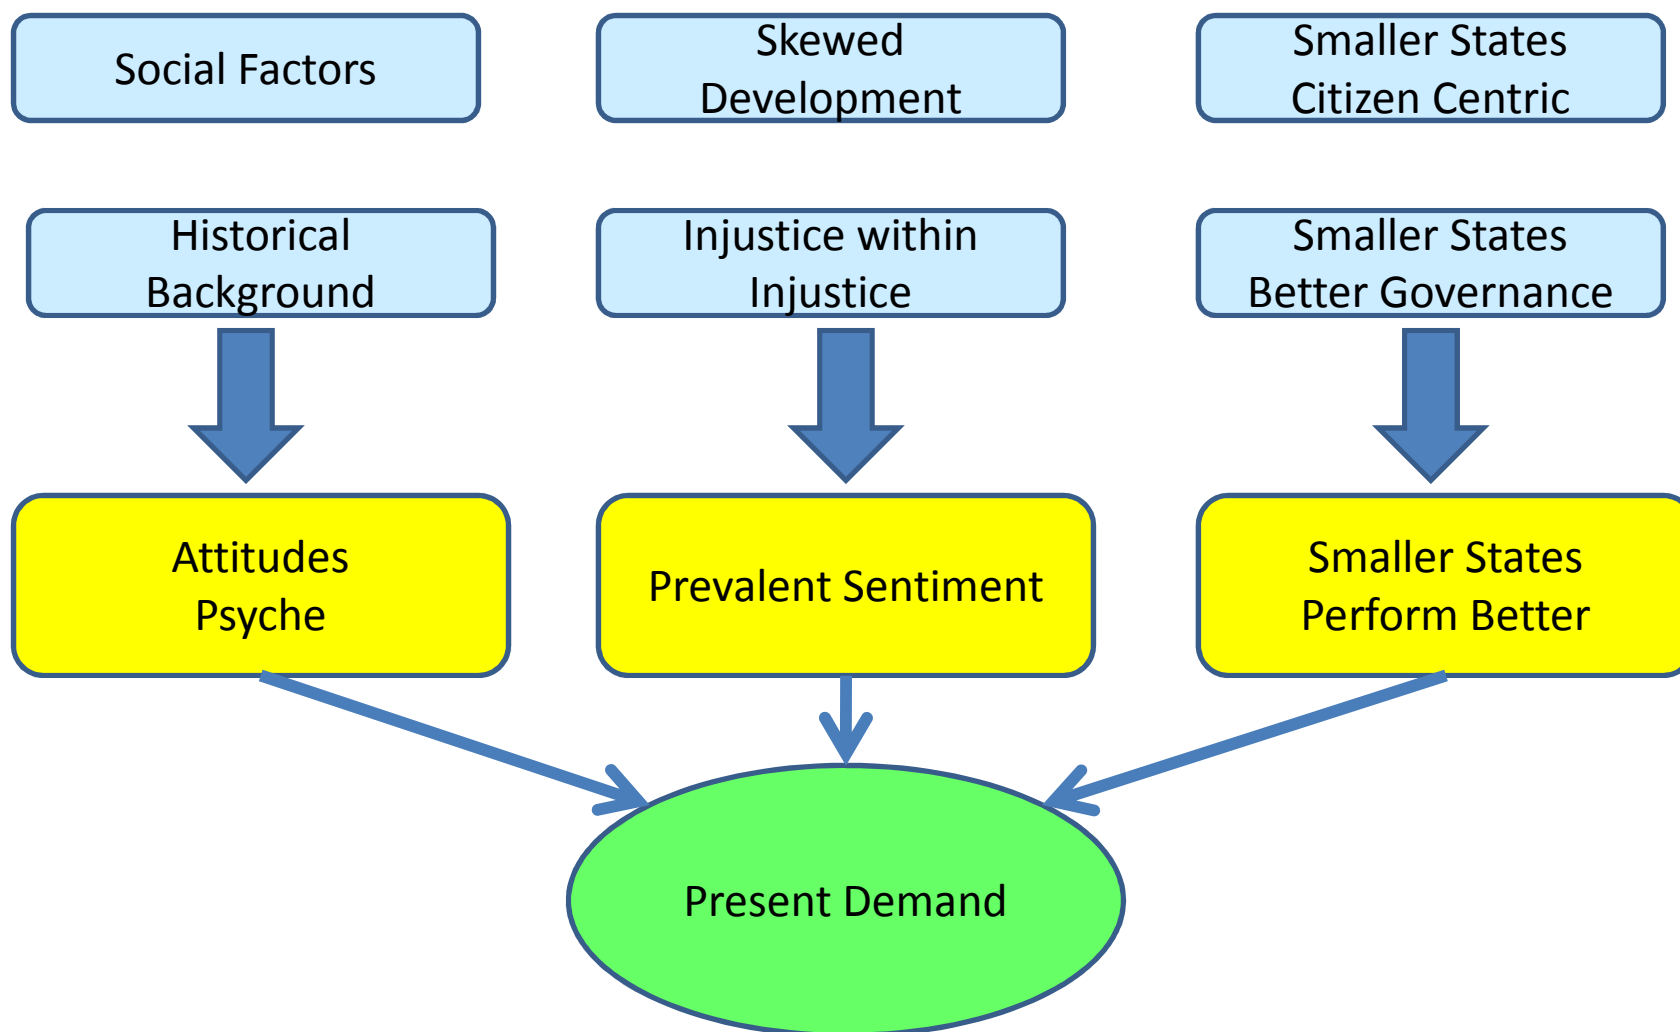 Social Factors
Skewed
Development
Smaller States
Citizen Centric
Historical
Background
Injustice within
Injustice
Smaller States
Better Governance
Attitudes
Psyche
Prevalent Sentiment
Smaller States
Perform Better
Present Demand